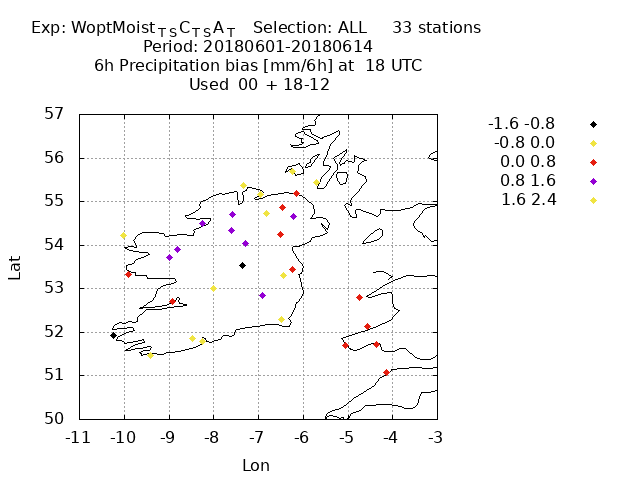 Exp: WoptMoist_T_SC_T_SA_T   Selection: ALL     33 stations
Period: 20180601-20180614
6h Precipitation bias [mm/6h] at  18 UTC
Used  00 + 18-12
57
56
55
54
53
52
51
50
-11 -10 -9 -8 -7 -6 -5 -4 -3
Lat
Lon
-1.6 -0.8
-0.8 0.0
0.0 0.8
0.8 1.6
1.6 2.4